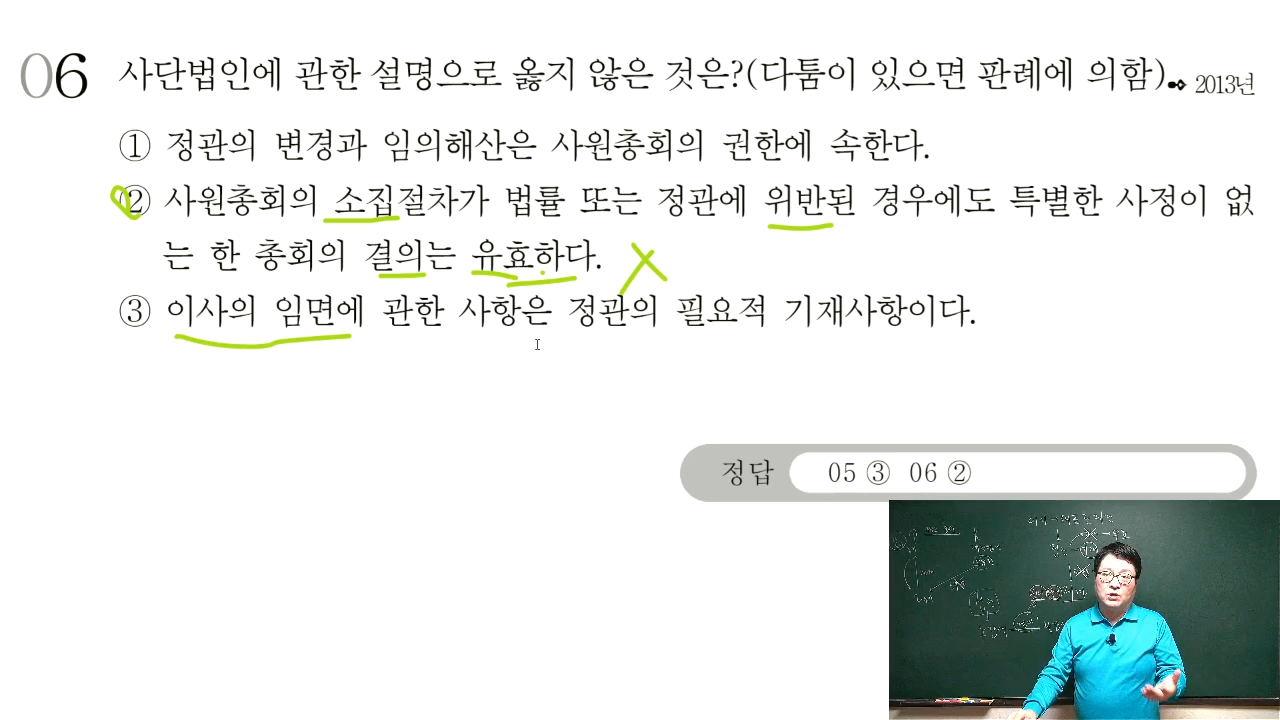 06 사단법인에 관한 설명으로 옳지 않은 것은?(다툼이 있으면 판례에 의함) 2013년
① 정관의 변경과 임의해산은 사원총회의 권한에 속한다.
② 사원총회의 소집절차가 법률 또는 정관에 위반된 경우에도 특별한 사정이 없
는 한 총회의 결의는 유효하다.
③ 이사의 임면에 관한 사항은 정관의 필요적 기재사항이다.
정답 05 ③ 06 ②